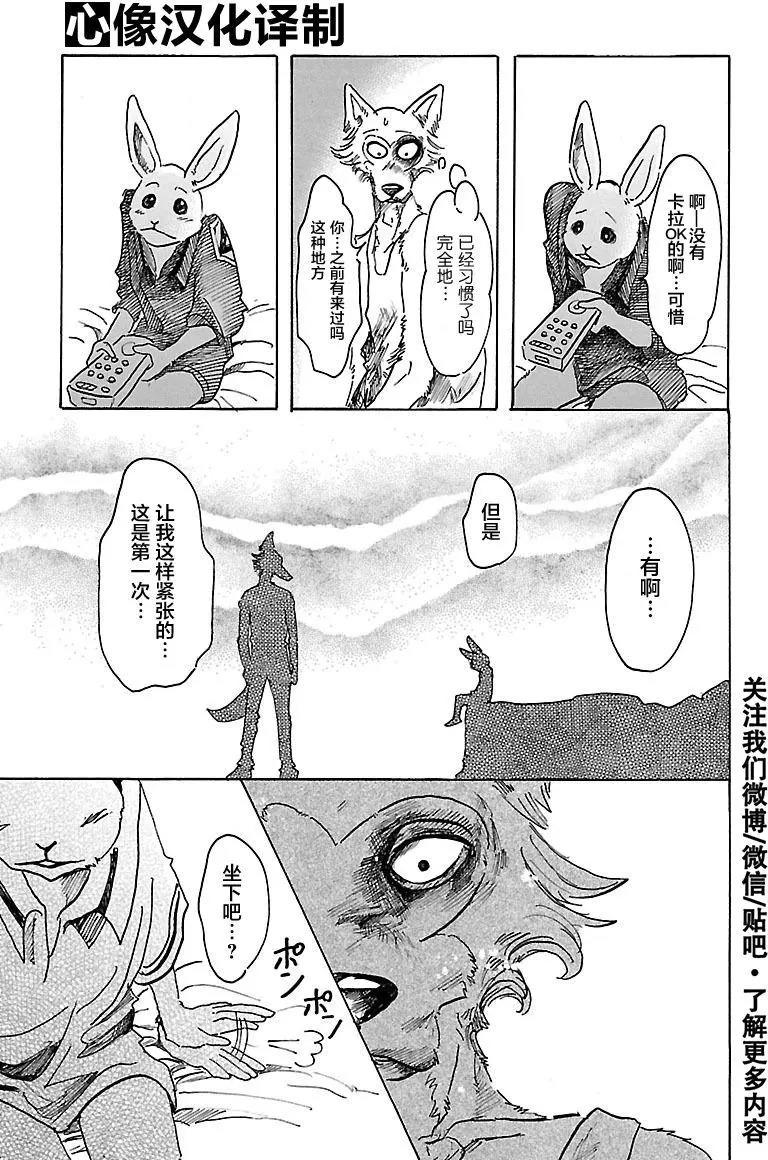 心像汉化译制
啊—没有
卡拉OK的啊…可惜
已经习惯了吗
完全地…
你…之前有来过吗
这种地方
…有啊…
但是
让我这样紧张的…
这是第一次…
坐下吧…?
ポンポン
关注我们微博/微信/贴吧·了解更多内容